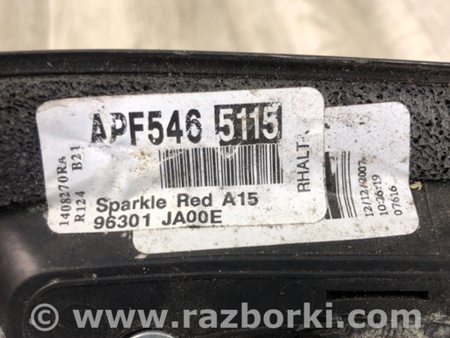 APF546 5115
1408270RA B21
R124
Sparkle Red A15
96301 JA00E
RHALT
12/12/2007
10:26:19
07616
www.razborki.com